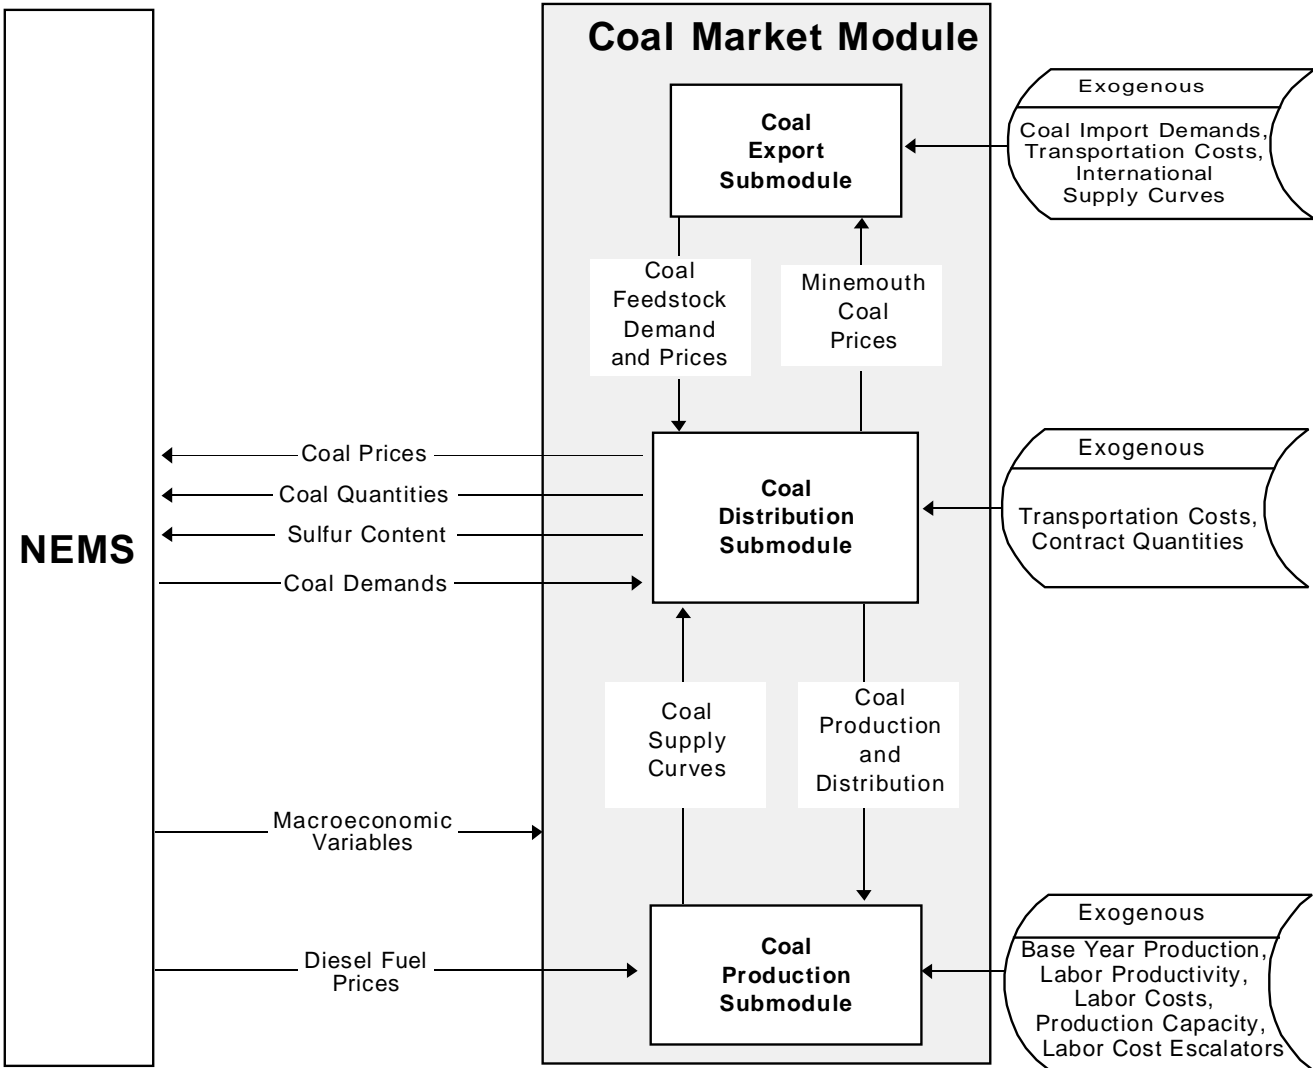 Coal Market Module
Exogenous
Coal Import Demands,
Transportation Costs,
International
Supply Curves
Coal
Export
Submodule
Coal
Feedstock
Demand
and Prices
Minemouth
Coal
Prices
NEMS
Coal Prices
Coal Quantities
Sulfur Content
Coal Demands
Coal
Distribution
Submodule
Exogenous
Transportation Costs,
Contract Quantities
Coal
Supply
Curves
Coal
Production
and
Distribution
Macroeconomic
Variables
Diesel Fuel
Prices
Coal
Production
Submodule
Exogenous
Base Year Production,
Labor Productivity,
Labor Costs,
Production Capacity,
Labor Cost Escalators